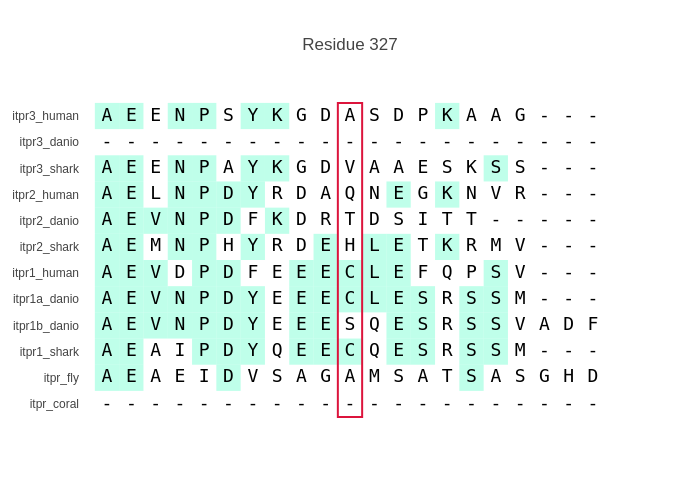 Residue 327
itpr3_human A E E N P S Y K G D A S D P K A A G - - -
itpr3_danio - - - - - - - - - - - - - - - - - - - - -
itpr3_shark A E E N P A Y K G D V A A E S K S S - - -
itpr2_human A E L N P D Y R D A Q N E G K N V R - - -
itpr2_danio A E V N P D F K D R T D S I T T - - - - -
itpr2_shark A E M N P H Y R D E H L E T K R M V - - -
itpr1_human A E V D P D F E E E C L E F Q P S V - - -
itpr1a_danio A E V N P D Y E E E C L E S R S S M - - -
itpr1b_danio A E V N P D Y E E E S Q E S R S S V A D F
itpr1_shark A E A I P D Y Q E E C Q E S R S S M - - -
itpr_fly A E A E I D V S A G A M S A T S A S G H D
itpr_coral - - - - - - - - - - - - - - - - - - - - -